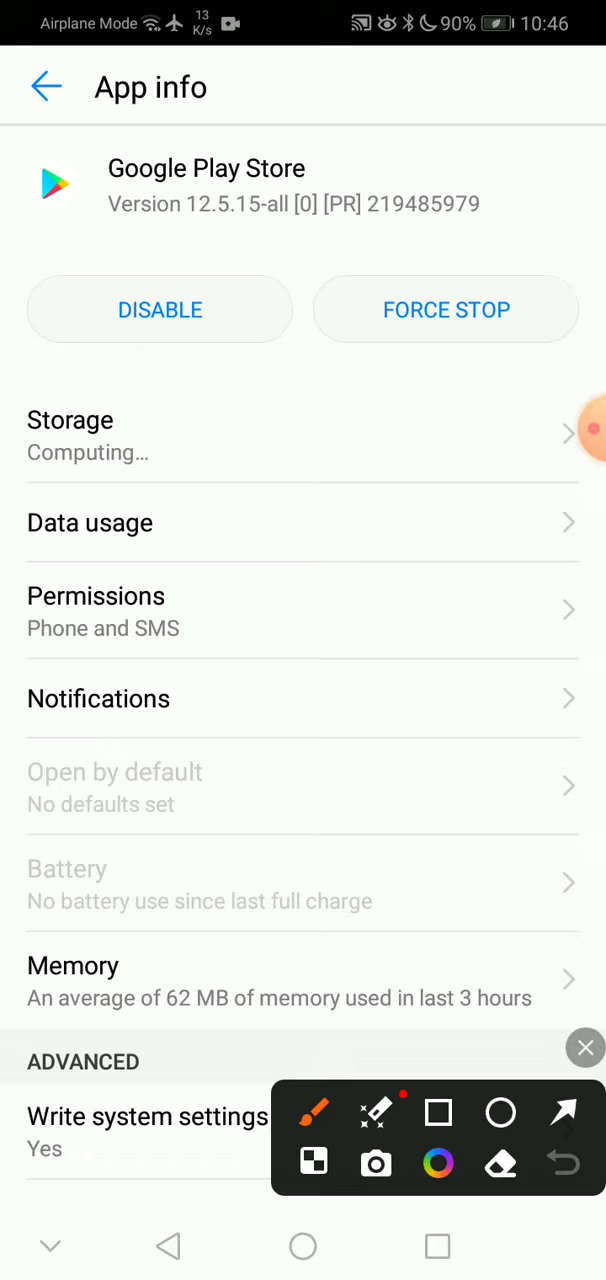 Airplane Mode 13 K/s 90% 10:46
App info
Google Play Store
Version 12.5.15-all [0] [PR] 219485979
DISABLE FORCE STOP
Storage
Computing...
Data usage
Permissions
Phone and SMS
Notifications
Open by default
No defaults set
Battery
No battery use since last full charge
Memory
An average of 62 MB of memory used in last 3 hours
ADVANCED
Write system settings
Yes